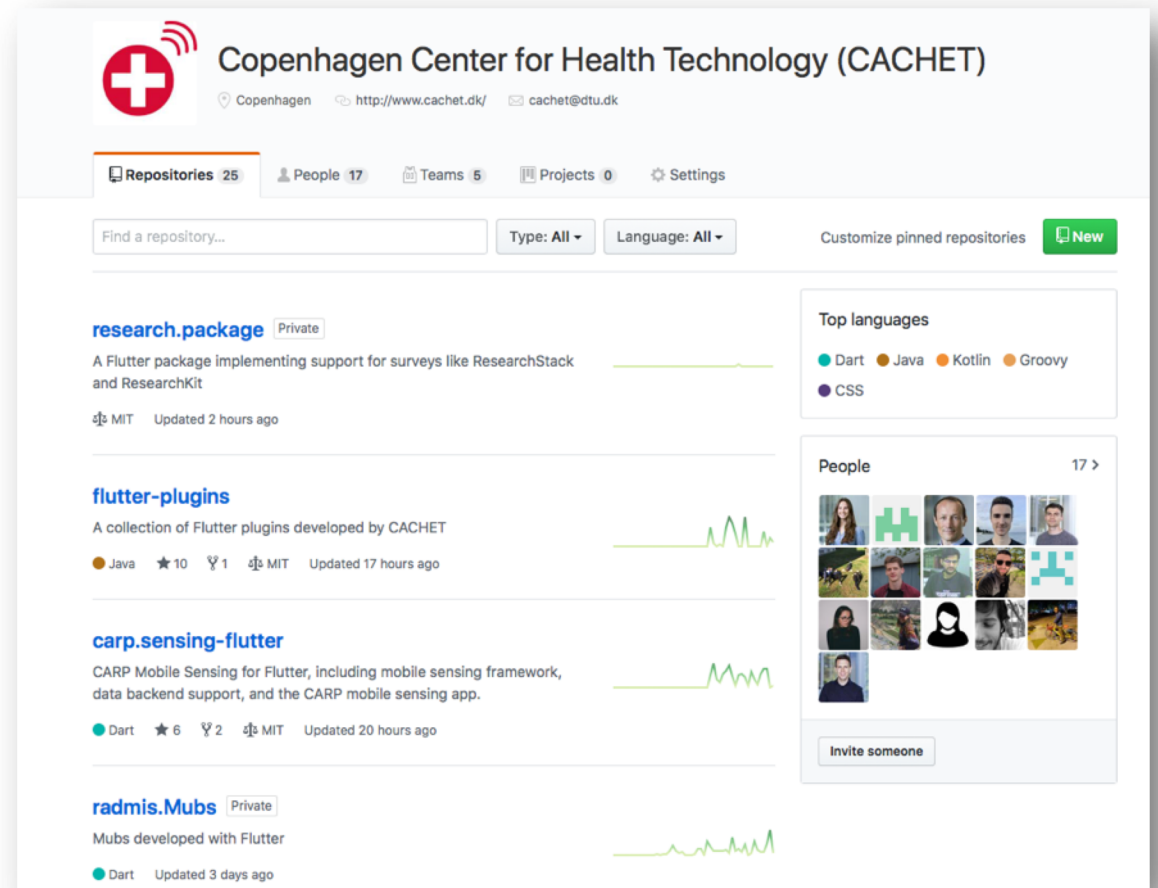 Copenhagen Center for Health Technology (CACHET)
Copenhagen http://www.cachet.dk/ cachet@dtu.dk
Repositories 25 People 17 Teams 5 Projects 0 Settings
Find a repository... Type: All Language: All Customize pinned repositories New
research.package Private
A Flutter package implementing support for surveys like ResearchStack
and ResearchKit
MIT Updated 2 hours ago
flutter-plugins
A collection of Flutter plugins developed by CACHET
Java 10 1 MIT Updated 17 hours ago
carp.sensing-flutter
CARP Mobile Sensing for Flutter, including mobile sensing framework,
data backend support, and the CARP mobile sensing app.
Dart 6 2 MIT Updated 20 hours ago
radmis.Mubs Private
Mubs developed with Flutter
Dart Updated 3 days ago
Top languages
Dart Java Kotlin Groovy
CSS
People 17 >
Invite someone